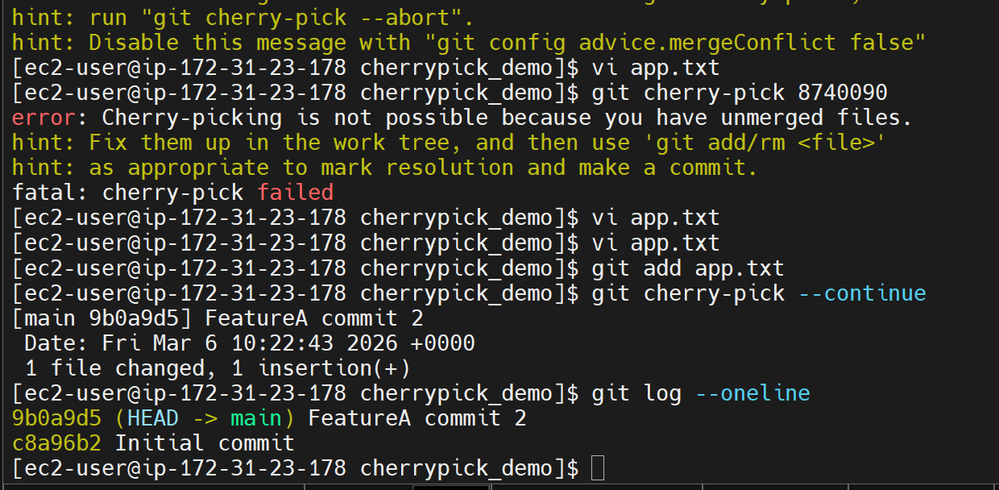 hint: run "git cherry-pick --abort".
hint: Disable this message with "git config advice.mergeConflict false"
[ec2-user@ip-172-31-23-178 cherrypick_demo]$ vi app.txt
[ec2-user@ip-172-31-23-178 cherrypick_demo]$ git cherry-pick 8740090
error: Cherry-picking is not possible because you have unmerged files.
hint: Fix them up in the work tree, and then use 'git add/rm <file>'
hint: as appropriate to mark resolution and make a commit.
fatal: cherry-pick failed
[ec2-user@ip-172-31-23-178 cherrypick_demo]$ vi app.txt
[ec2-user@ip-172-31-23-178 cherrypick_demo]$ vi app.txt
[ec2-user@ip-172-31-23-178 cherrypick_demo]$ git add app.txt
[ec2-user@ip-172-31-23-178 cherrypick_demo]$ git cherry-pick --continue
[main 9b0a9d5] FeatureA commit 2
 Date: Fri Mar 6 10:22:43 2026 +0000
 1 file changed, 1 insertion(+)
[ec2-user@ip-172-31-23-178 cherrypick_demo]$ git log --oneline
9b0a9d5 (HEAD -> main) FeatureA commit 2
c8a96b2 Initial commit
[ec2-user@ip-172-31-23-178 cherrypick_demo]$